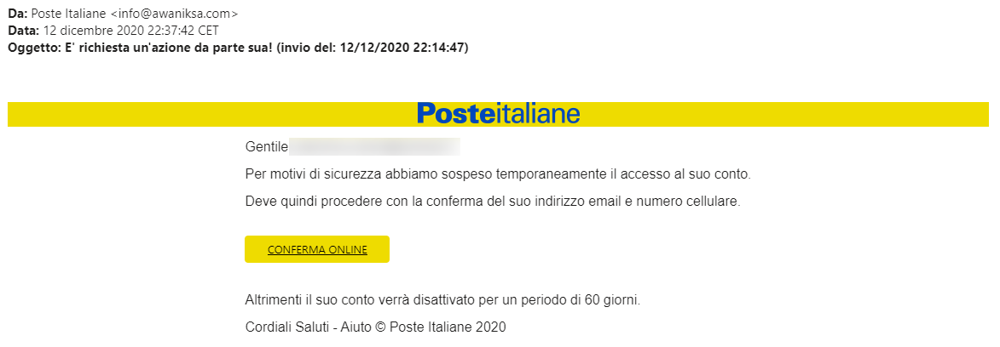 Da: Poste Italiane <info@awaniksa.com>
Data: 12 dicembre 2020 22:37:42 CET
Oggetto: E' richiesta un'azione da parte sua! (invio del: 12/12/2020 22:14:47)
Posteitaliane
Gentile
Per motivi di sicurezza abbiamo sospeso temporaneamente il accesso al suo conto.
Deve quindi procedere con la conferma del suo indirizzo email e numero cellulare.
CONFERMA ONLINE
Altrimenti il suo conto verrà disattivato per un periodo di 60 giorni.
Cordiali Saluti - Aiuto © Poste Italiane 2020